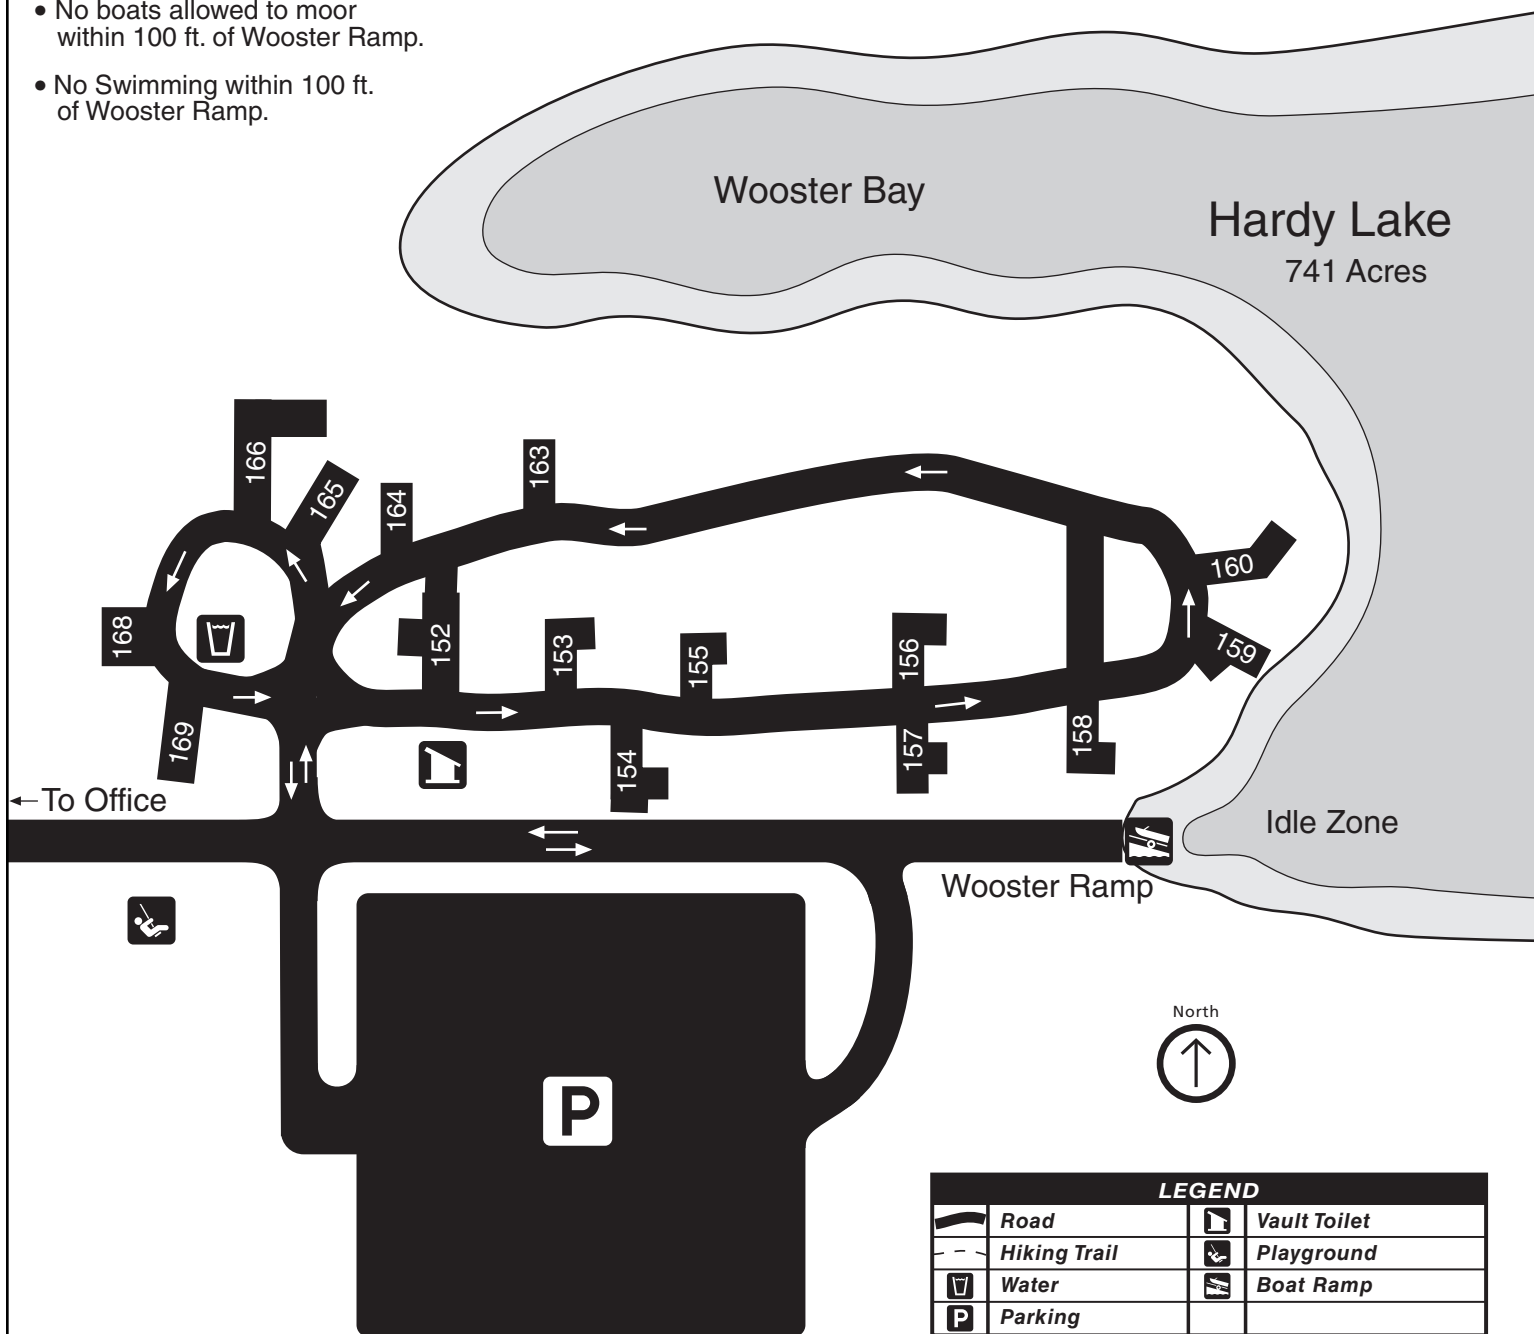 • No boats allowed to moor
within 100 ft. of Wooster Ramp.
• No Swimming within 100 ft.
of Wooster Ramp.
Wooster Bay
Hardy Lake
741 Acres
166
165
164
163
160
168
152
153
155
156
159
169
154
157
158
To Office
Idle Zone
Wooster Ramp
North
P
LEGEND
Road
Vault Toilet
Hiking Trail
Playground
Water
Boat Ramp
P
Parking